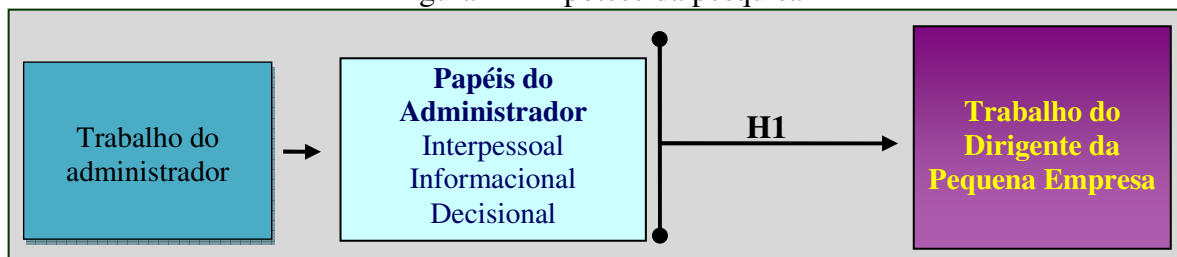 Trabalho do
administrador
Papéis do
Administrador
Interpessoal
Informacional
Decisional
H1
Trabalho do
Dirigente da
Pequena Empresa